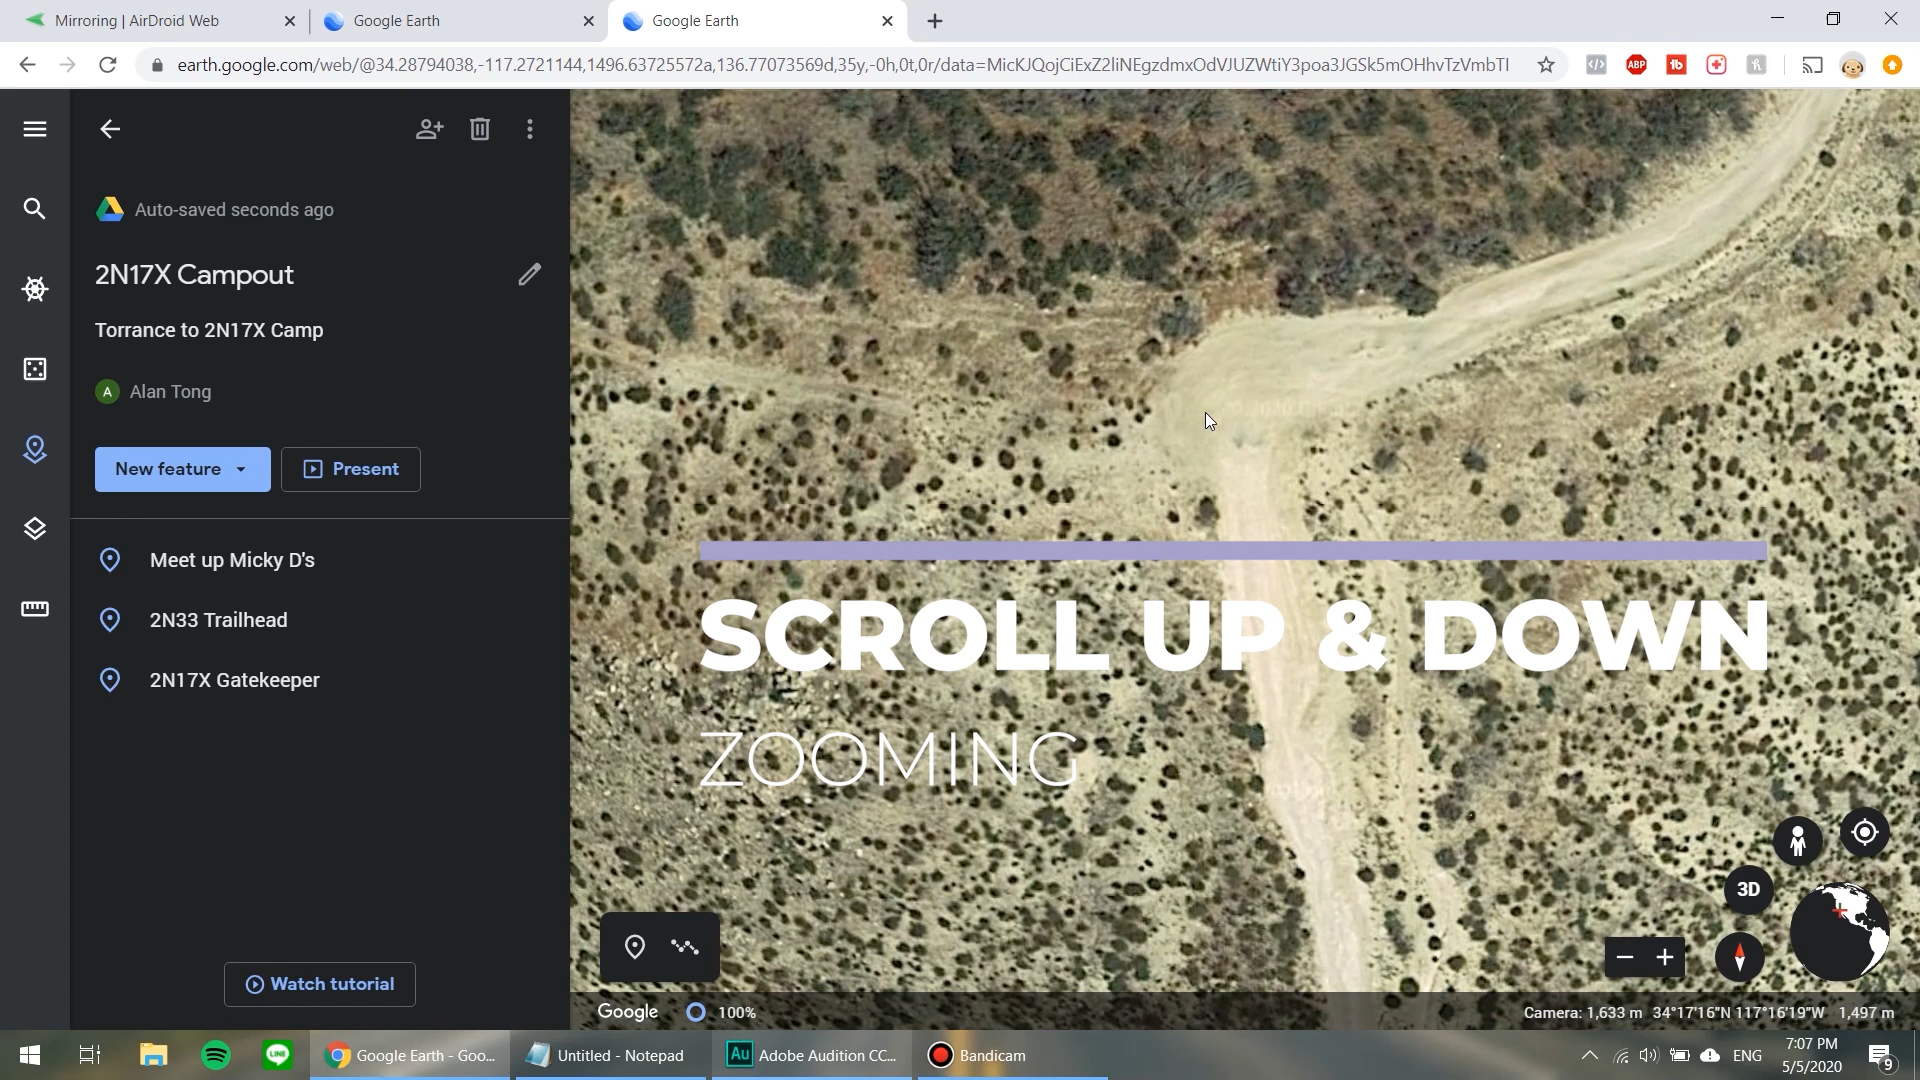 Mirroring | AirDroid Web
Google Earth
Google Earth
earth.google.com/web/@34.28794038,-117.2721144,1496.63725572a,136.77073569d,35y,-0h,0t,0r/data=MicKJQojCiExZ2liNEgzdmxOdVJUZWtiY3poa3JGSk5mOHhvTzVmbTI
ABP
Auto-saved seconds ago
2N17X Campout
Torrance to 2N17X Camp
A Alan Tong
New feature
Present
Meet up Micky D's
2N33 Trailhead
2N17X Gatekeeper
Watch tutorial
SCROLL UP & DOWN
ZOOMING
3D
Google 100%
Camera: 1,633 m 34°17'16"N 117°16'19"W 1,497 m
LINE
Google Earth - Goo...
Untitled - Notepad
Au Adobe Audition CC...
Bandicam
ENG
7:07 PM
5/5/2020
9